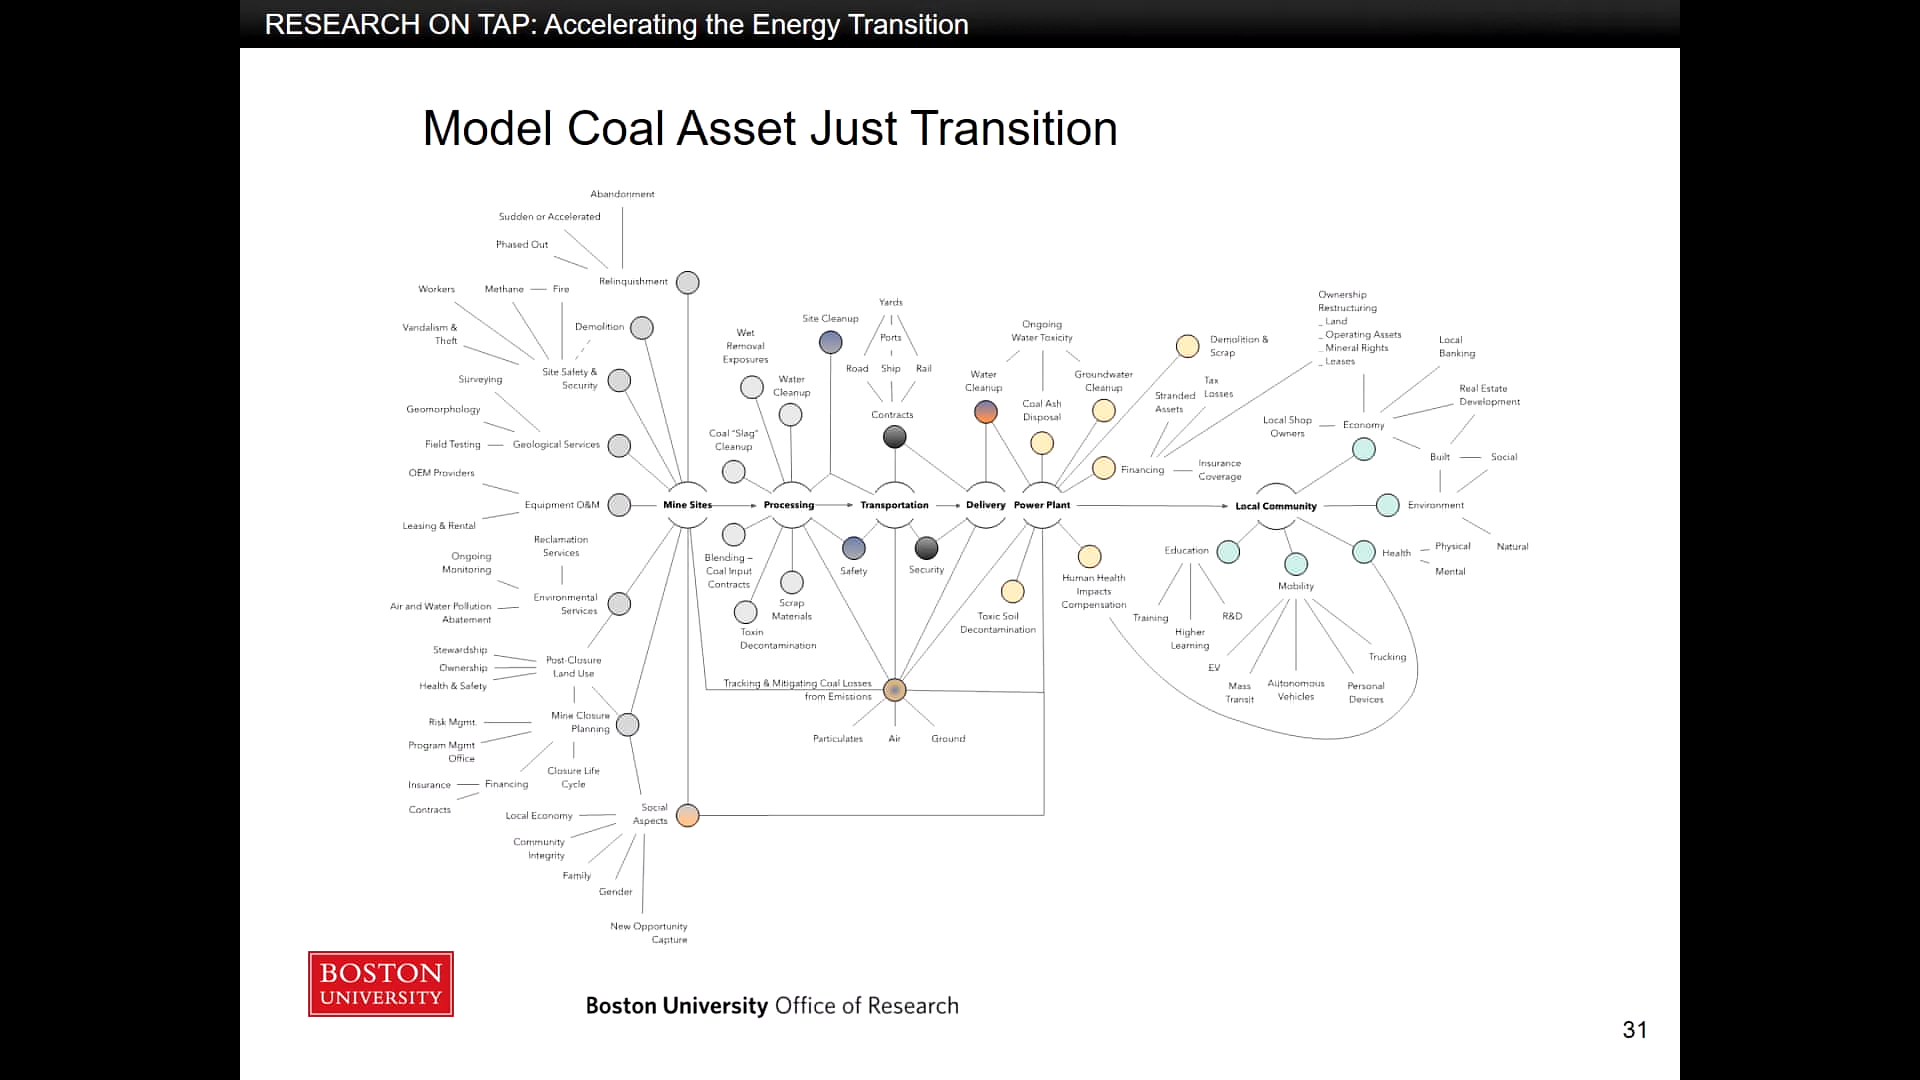 RESEARCH ON TAP: Accelerating the Energy Transition
Model Coal Asset Just Transition
Abandonment
Sudden or Accelerated
Phased Out
Relinquishment
Workers
Methane
Fire
Vandalism &
Theft
Demolition
Site Safety &
Security
Surveying
Geomorphology
Field Testing
Geological Services
OEM Providers
Equipment O&M
Leasing & Rental
Reclamation
Services
Ongoing
Monitoring
Environmental
Services
Air and Water Pollution
Abatement
Stewardship
Ownership
Health & Safety
Post-Closure
Land Use
Risk Mgmt.
Mine Closure
Planning
Program Mgmt
Office
Closure Life
Cycle
Insurance
Financing
Contracts
Social
Aspects
Local Economy
Community
Integrity
Family
Gender
New Opportunity
Capture
Mine Sites
Wet
Removal
Exposures
Water
Cleanup
Coal "Slag"
Cleanup
Processing
Blending –
Coal Input
Contracts
Scrap
Materials
Toxin
Decontamination
Site Cleanup
Yards
Ports
Road
Ship
Rail
Contracts
Transportation
Safety
Security
Tracking & Mitigating Coal Losses
from Emissions
Particulates
Air
Ground
Ongoing
Water Toxicity
Water
Cleanup
Groundwater
Cleanup
Coal Ash
Disposal
Delivery
Power Plant
Toxic Soil
Decontamination
Human Health
Impacts
Compensation
Demolition &
Scrap
Stranded
Assets
Tax
Losses
Financing
Insurance
Coverage
Ownership
Restructuring
_ Land
_ Operating Assets
_ Mineral Rights
_ Leases
Local
Banking
Real Estate
Development
Local Shop
Owners
Economy
Built
Social
Local Community
Environment
Natural
Education
Training
Higher
Learning
R&D
Mobility
EV
Mass
Transit
Autonomous
Vehicles
Personal
Devices
Trucking
Health
Physical
Mental
BOSTON
UNIVERSITY
Boston University Office of Research
31